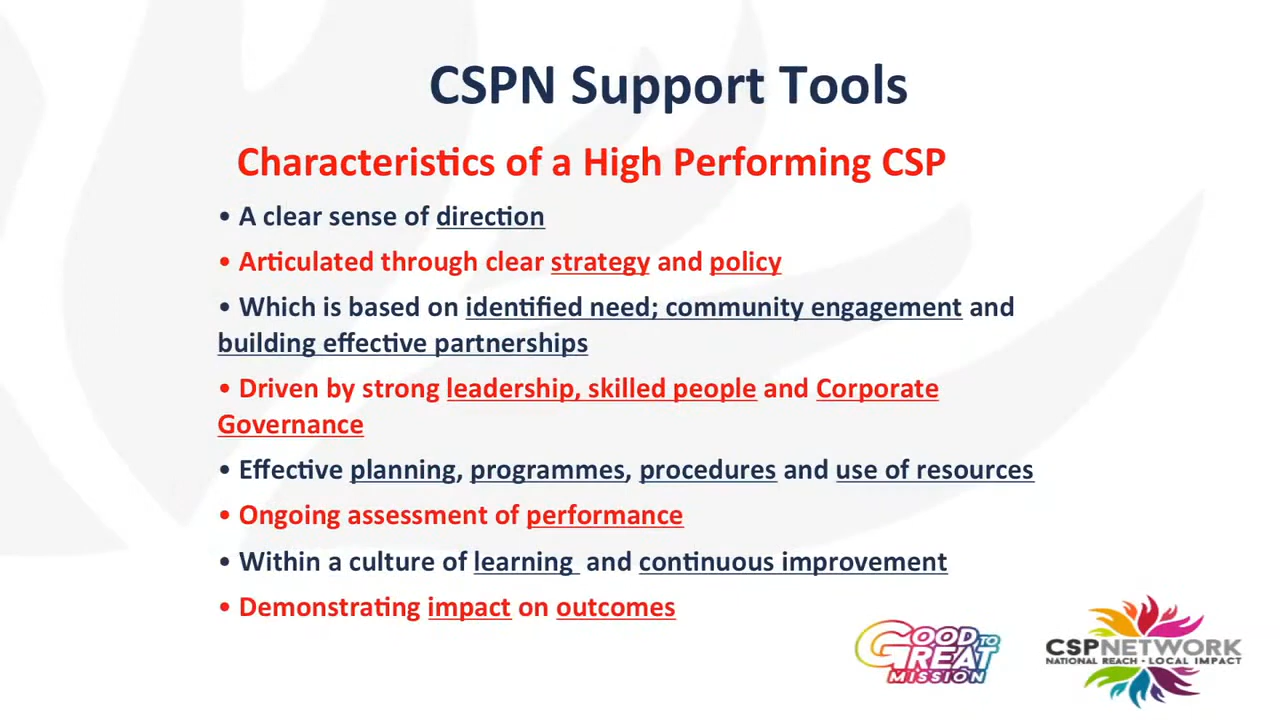 CSPN Support Tools
Characteristics of a High Performing CSP
• A clear sense of direction
• Articulated through clear strategy and policy
• Which is based on identified need; community engagement and
building effective partnerships
• Driven by strong leadership, skilled people and Corporate
Governance
• Effective planning, programmes, procedures and use of resources
• Ongoing assessment of performance
• Within a culture of learning and continuous improvement
• Demonstrating impact on outcomes
GOOD TO
GREAT
MISSION
CSPNETWORK
NATIONAL REACH • LOCAL IMPACT